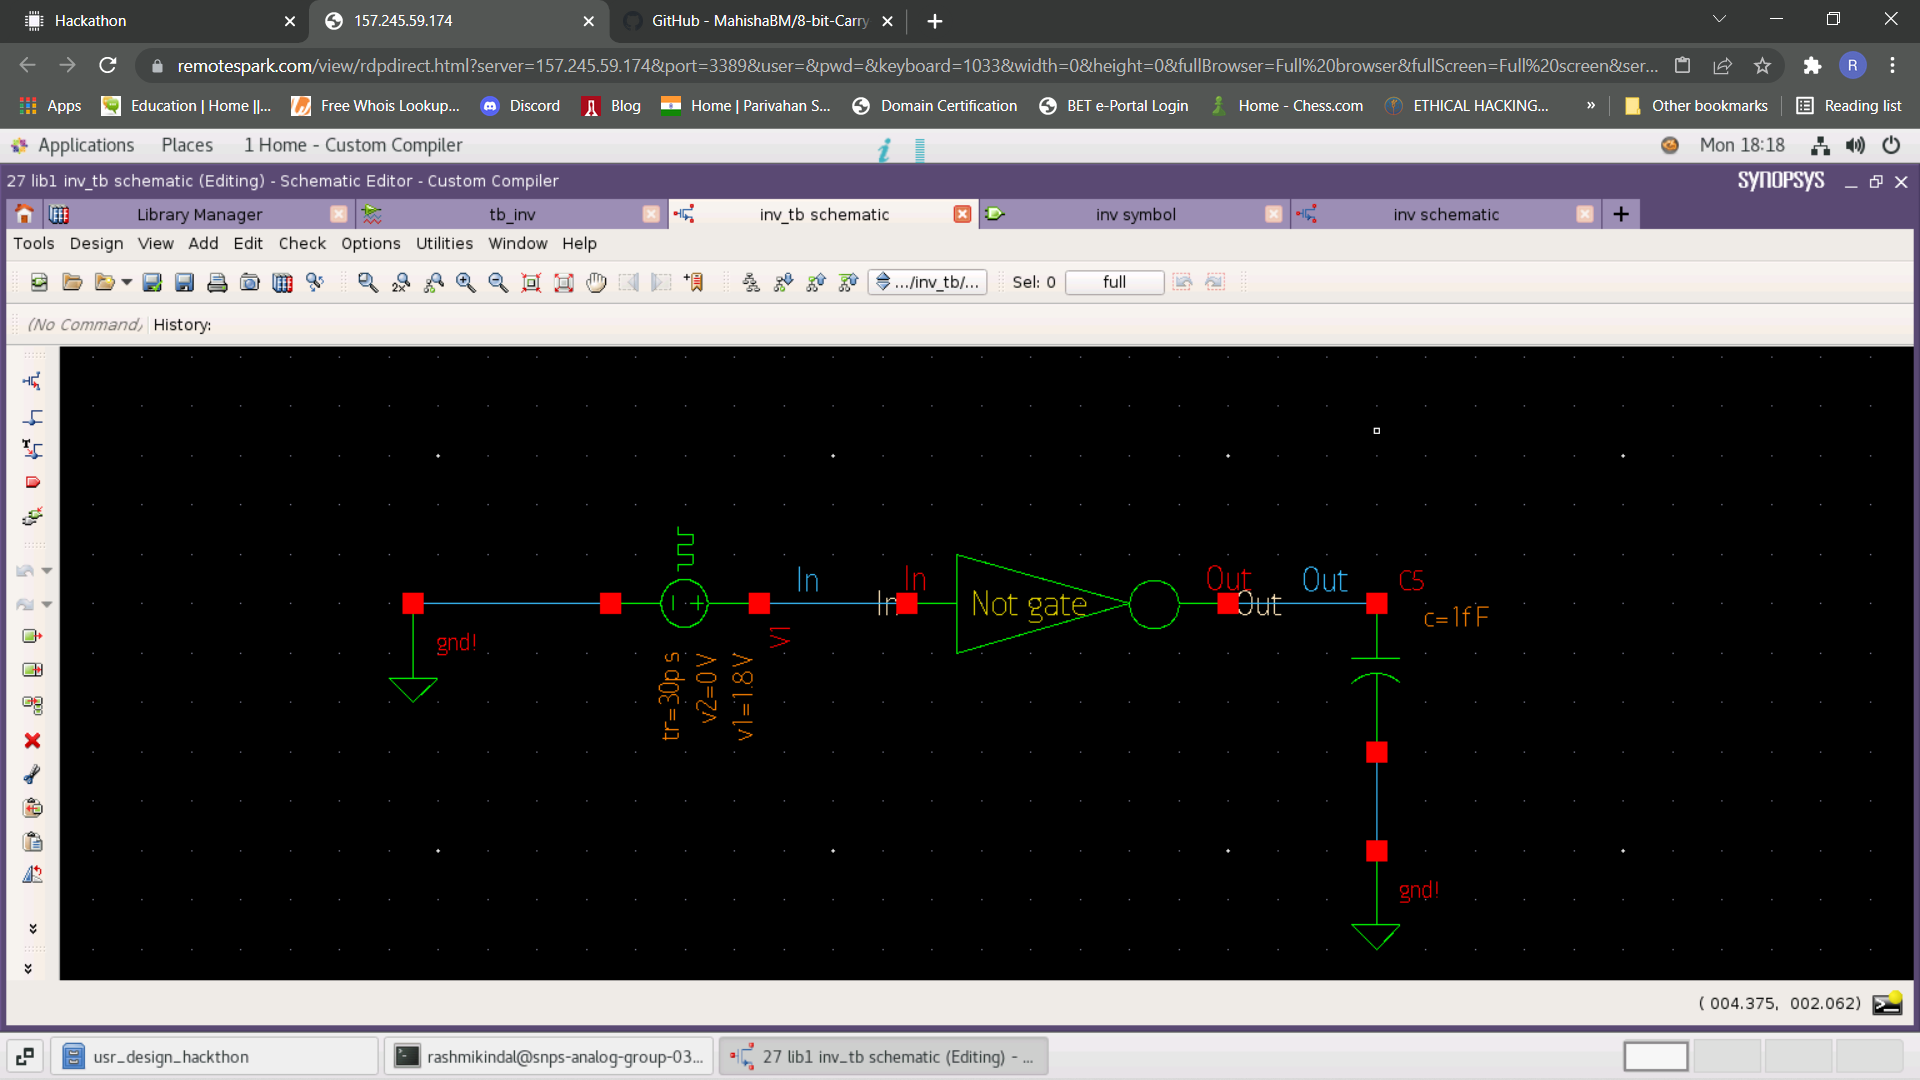 Hackathon
157.245.59.174
GitHub - MahishaBM/8-bit-Carry
remotespark.com/view/rdpdirect.html?server=157.245.59.174&port=3389&user=&pwd=&keyboard=1033&width=0&height=0&fullBrowser=Full%20browser&fullScreen=Full%20screen&ser...
R
Apps
Education | Home ||...
Free Whois Lookup...
Discord
Blog
Home | Parivahan S...
Domain Certification
BET e-Portal Login
Home - Chess.com
ETHICAL HACKING...
»
Other bookmarks
Reading list
Applications
Places
1 Home - Custom Compiler
i
Mon 18:18
27 lib1 inv_tb schematic (Editing) - Schematic Editor - Custom Compiler
SYNOPSYS
Library Manager
tb_inv
inv_tb schematic
inv symbol
inv schematic
Tools Design View Add Edit Check Options Utilities Window Help
2x
.../inv_tb/...
Sel: 0
full
(No Command) History:
In
In
In
Not gate
Out
Out
Out
C5
c=1f F
gnd!
V1
tr=30p s
v2=0 V
v1=1.8 V
gnd!
( 004.375, 002.062)
usr_design_hackthon
rashmikindal@snps-analog-group-03...
27 lib1 inv_tb schematic (Editing) - ...